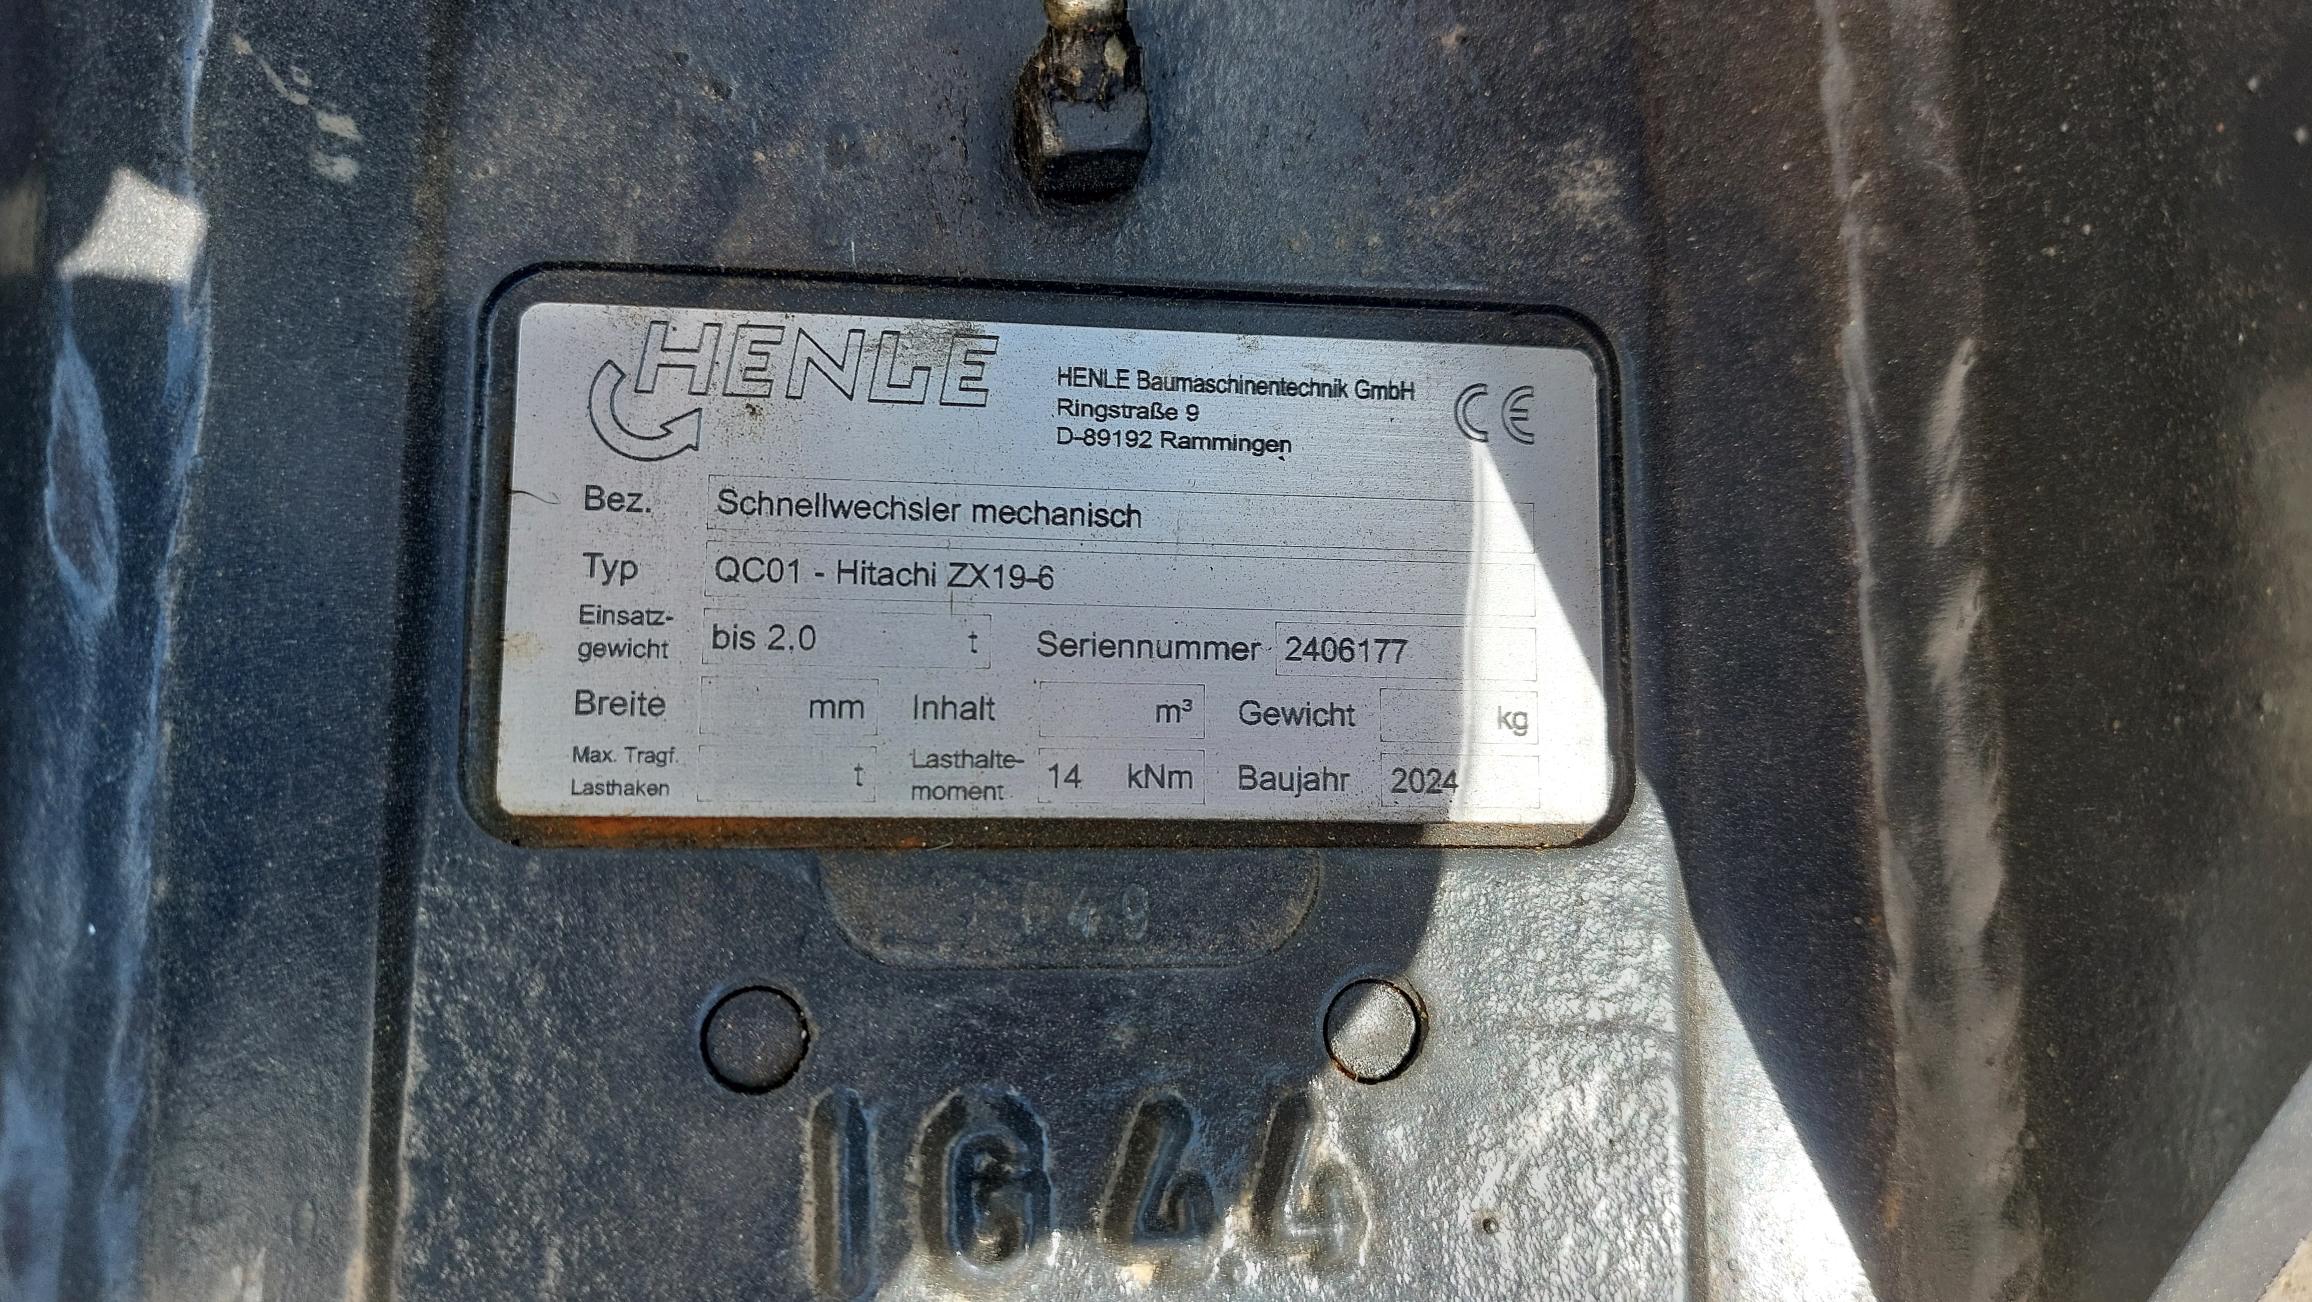 HENLE
HENLE Baumaschinentechnik GmbH
Ringstraße 9
D-89192 Rammingen
CE
Bez. Schnellwechsler mechanisch
Typ QC01 - Hitachi ZX19-6
Einsatz-
gewicht bis 2.0 t Seriennummer 2406177
Breite mm Inhalt m³ Gewicht kg
Max. Tragf.
Lasthaken t
Lasthalte-
moment 14 kNm Baujahr 2024